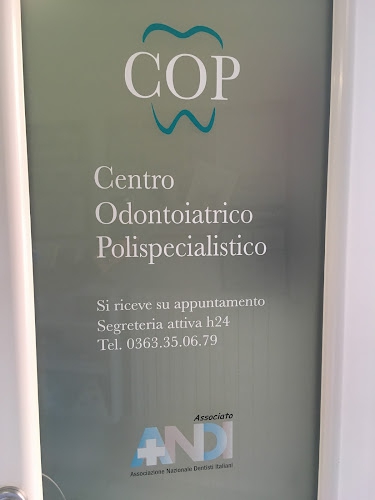 COP
Centro
Odontoiatrico
Polispecialistico
Si riceve su appuntamento
Segreteria attiva h24
Tel. 0363.35.06.79
Associato
ANDI
Associazione Nazionale Dentisti Italiani